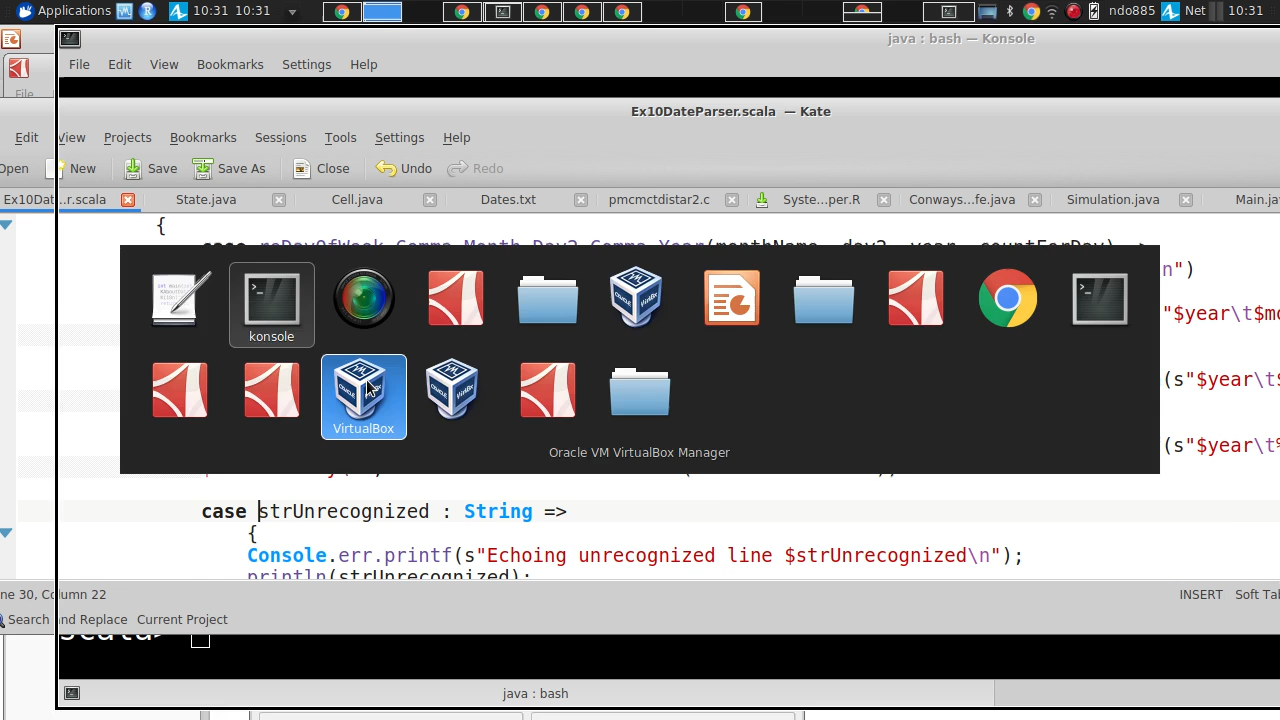 Applications 10:31 10:31 ndo885 Net 10:31
java : bash — Konsole
File Edit View Bookmarks Settings Help
File
Ex10DateParser.scala — Kate
Edit View Projects Bookmarks Sessions Tools Settings Help
Open New Save Save As Close Undo Redo
Ex10Dat...r.scala State.java Cell.java Dates.txt pmcmctdistar2.c Syste...per.R Conways...fe.java Simulation.java Main.ja
{
n")
"$year\t$mo
(s"$year\t$
(s"$year\t%
konsole
VirtualBox
Oracle VM VirtualBox Manager
case strUnrecognized : String =>
{
Console.err.printf(s"Echoing unrecognized line $strUnrecognized\n");
println(strUnrecognized);
ne 30, Column 22 INSERT Soft Tab
Search and Replace Current Project
scala>
java : bash